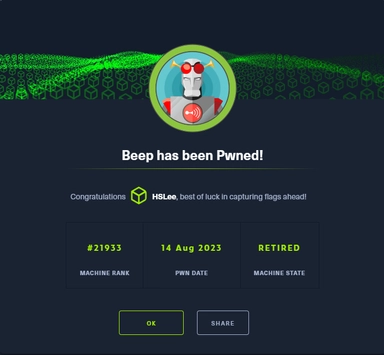 Beep has been Pwned!
Congratulations HSLee, best of luck in capturing flags ahead!
#21933 14 Aug 2023 RETIRED
MACHINE RANK PWN DATE MACHINE STATE
OK SHARE